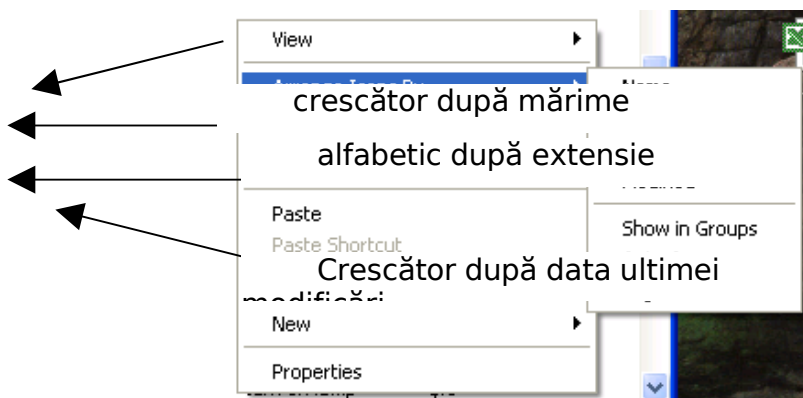 View
crescător după mărime
alfabetic după extensie
Paste
Show in Groups
Paste Shortcut
Crescător după data ultimei
modificări
New
Properties